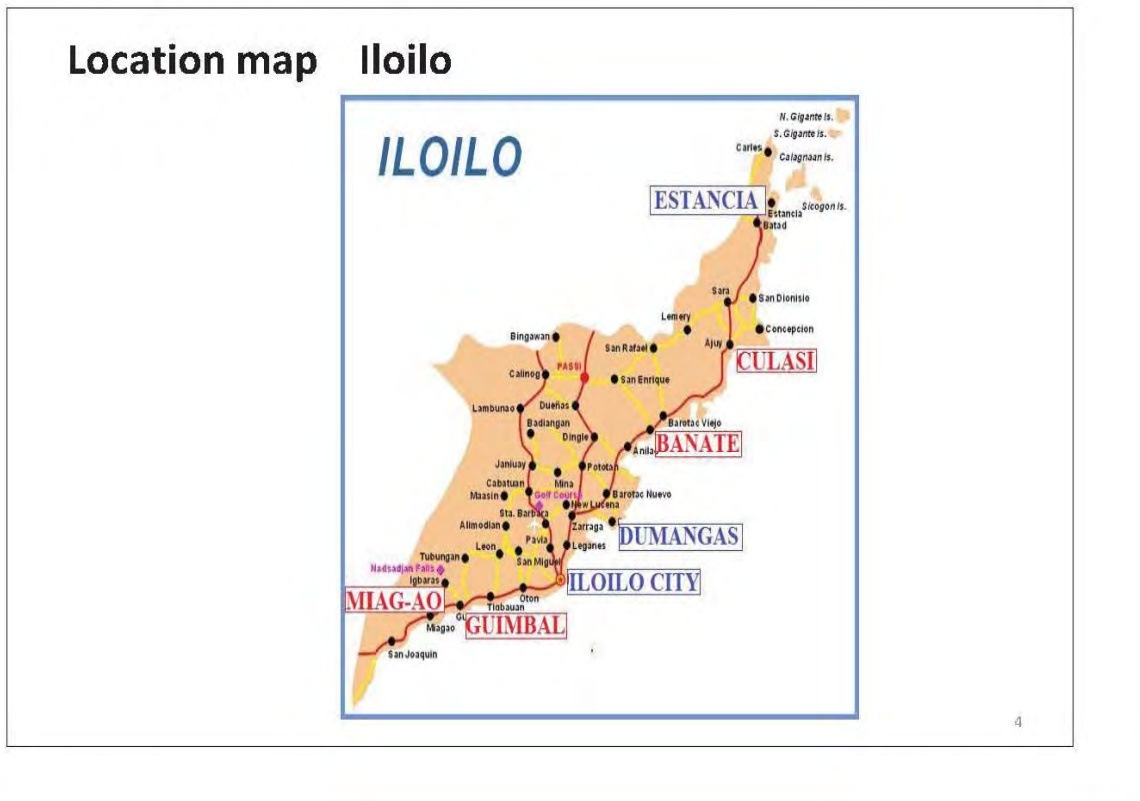 Location map Iloilo
ILOILO
N. Gigante Is.
S. Gigante is.
Carles
Calagnaan is.
ESTANCIA
Sicogon is.
Estancia
Batad
Sara
San Dionisio
Lemery
Concepcion
Bingawan
San Rafael
Ajuy
CULASI
PASSI
Calinog
San Enrique
Lambunao
Dueñas
Badiangan
Barotac Viejo
Dingle
BANATE
Anilao
Janiuay
Pototan
Mina
Cabatuan
Maasin
Golf Course
Barotac Nuevo
New Lucena
Sta. Barbara
Alimodian
Zarraga
DUMANGAS
Pavia
Leganes
Leon
Tubungan
San Miguel
Nadsadjan Falls
Igbaras
ILOILO CITY
MIAG-AO
Oton
Tigbauan
Gu
GUIMBAL
Miagao
San Joaquin
4